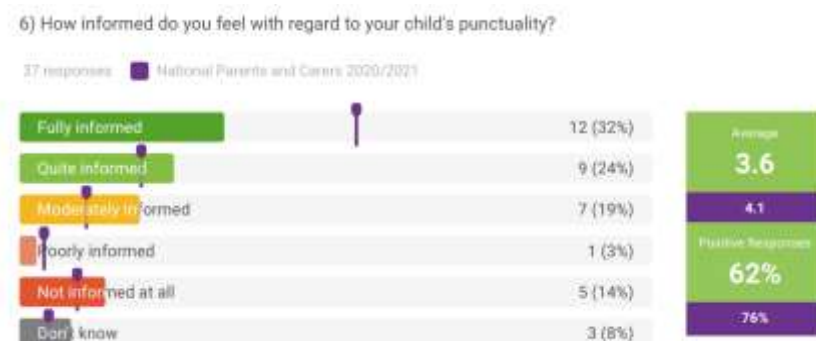 6) How informed do you feel with regard to your child's punctuality?
37 responses National Parents and Carers 2020/2021
Fully informed 12 (32%)
Quite informed 9 (24%)
Moderately informed 7 (19%)
Poorly informed 1 (3%)
Not informed at all 5 (14%)
Don't know 3 (8%)
Average
3.6
4.1
Positive Responses
62%
76%